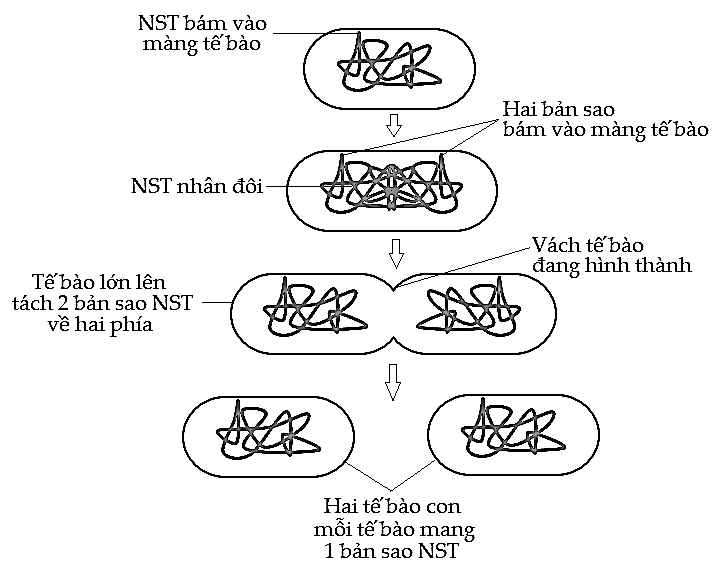 NST bám vào
màng tế bào
Hai bản sao
bám vào màng tế bào
NST nhân đôi
Vách tế bào
đang hình thành
Tế bào lớn lên
tách 2 bản sao NST
về hai phía
Hai tế bào con
mỗi tế bào mang
1 bản sao NST